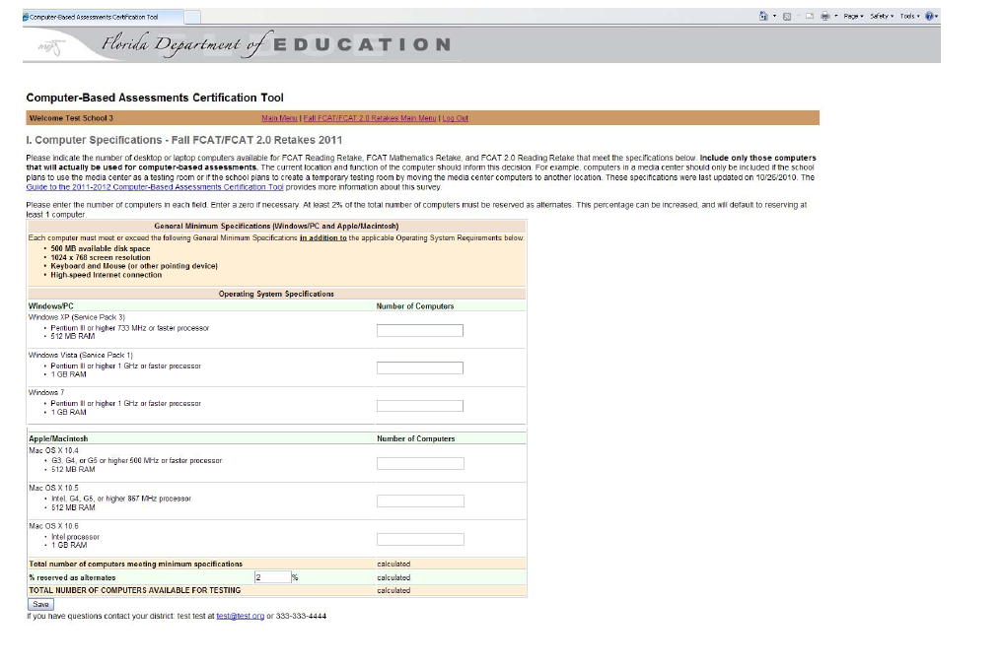 Computer-Based Assessments Certification Tool
Page Safety Tools
Florida Department of EDUCATION
Computer-Based Assessments Certification Tool
Welcome Test School 3 Main Menu | Fall FCAT/FCAT 2.0 Retakes Main Menu | Log Out
I. Computer Specifications - Fall FCAT/FCAT 2.0 Retakes 2011
Please indicate the number of desktop or laptop computers available for FCAT Reading Retake, FCAT Mathematics Retake, and FCAT 2.0 Reading Retake that meet the specifications below. Include only those computers
that will actually be used for computer-based assessments. The current location and function of the computer should inform this decision. For example, computers in a media center should only be included if the school
plans to use the media center as a testing room or if the school plans to create a temporary testing room by moving the media center computers to another location. These specifications were last updated on 10/26/2010. The
Guide to the 2011-2012 Computer-Based Assessments Certification Tool provides more information about this survey.
Please enter the number of computers in each field. Enter a zero if necessary. At least 2% of the total number of computers must be reserved as alternates. This percentage can be increased, and will default to reserving at
least 1 computer.
General Minimum Specifications (Windows/PC and Apple/Macintosh)
Each computer must meet or exceed the following General Minimum Specifications in addition to the applicable Operating System Requirements below:
• 500 MB available disk space
• 1024 x 768 screen resolution
• Keyboard and Mouse (or other pointing device)
• High-speed Internet connection
Operating System Specifications
Windows/PC Number of Computers
Windows XP (Service Pack 3)
• Pentium III or higher 733 MHz or faster processor
• 512 MB RAM
Windows Vista (Service Pack 1)
• Pentium III or higher 1 GHz or faster processor
• 1 GB RAM
Windows 7
• Pentium III or higher 1 GHz or faster processor
• 1 GB RAM
Apple/Macintosh Number of Computers
Mac OS X 10.4
• G3, G4, or G5 or higher 500 MHz or faster processor
• 512 MB RAM
Mac OS X 10.5
• Intel, G4, G5, or higher 867 MHz processor
• 512 MB RAM
Mac OS X 10.6
• Intel processor
• 1 GB RAM
Total number of computers meeting minimum specifications calculated
% reserved as alternates 2 % calculated
TOTAL NUMBER OF COMPUTERS AVAILABLE FOR TESTING calculated
Save
If you have questions contact your district: test test at test@test.org or 333-333-4444